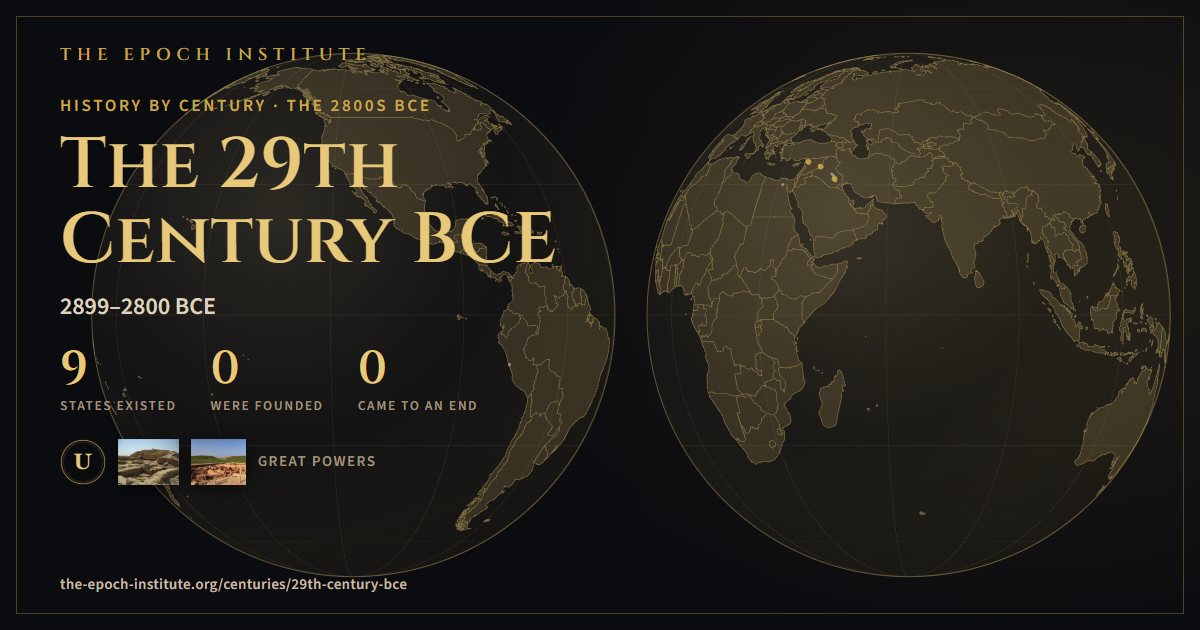 THE EPOCH INSTITUTE
HISTORY BY CENTURY · THE 2800S BCE
THE 29TH
CENTURY BCE
2899–2800 BCE
9 0 0
STATES EXISTED WERE FOUNDED CAME TO AN END
U GREAT POWERS
the-epoch-institute.org/centuries/29th-century-bce